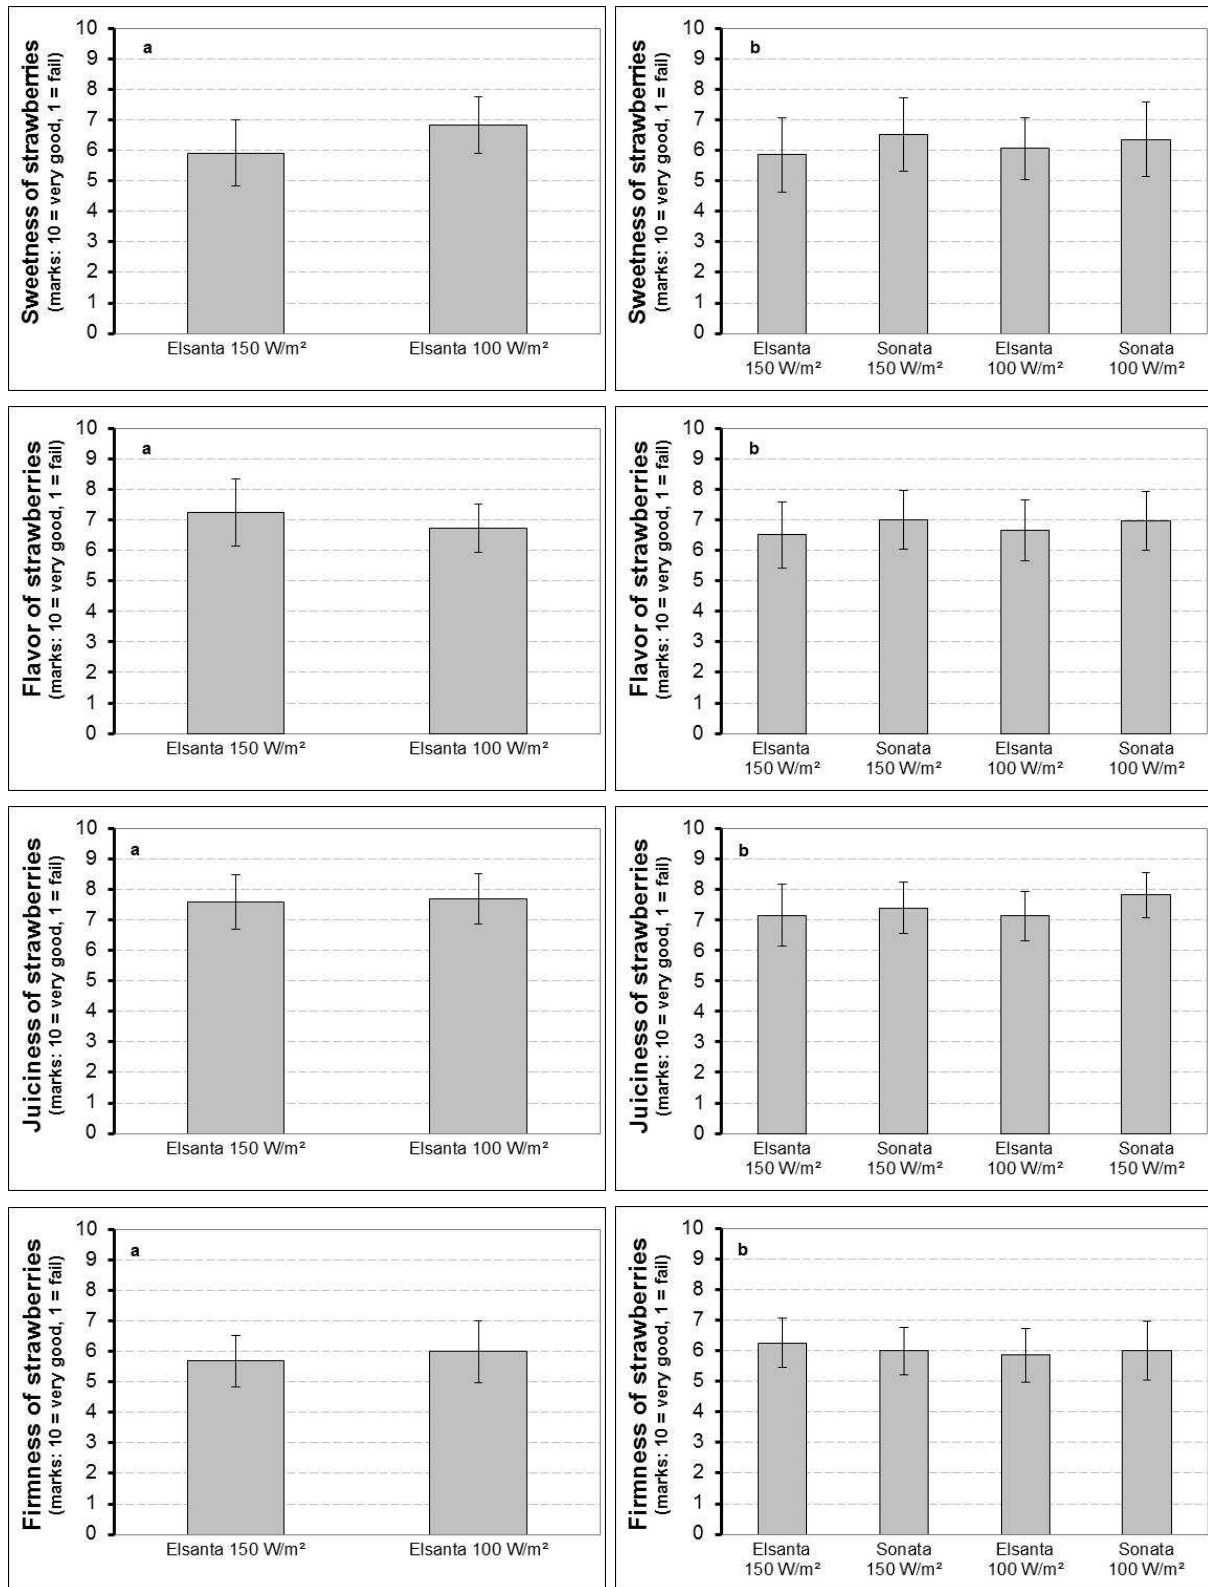 Sweetness of strawberries
(marks: 10 = very good, 1 = fail)
10
9
8
7
6
5
4
3
2
1
0
a
Elsanta 150 W/m²
Elsanta 100 W/m²
Sweetness of strawberries
(marks: 10 = very good, 1 = fail)
10
9
8
7
6
5
4
3
2
1
0
b
Elsanta
150 W/m²
Sonata
150 W/m²
Elsanta
100 W/m²
Sonata
100 W/m²
Flavor of strawberries
(marks: 10 = very good, 1 = fail)
10
9
8
7
6
5
4
3
2
1
0
a
Elsanta 150 W/m²
Elsanta 100 W/m²
Flavor of strawberries
(marks: 10 = very good, 1 = fail)
10
9
8
7
6
5
4
3
2
1
0
b
Elsanta
150 W/m²
Sonata
150 W/m²
Elsanta
100 W/m²
Sonata
100 W/m²
Juiciness of strawberries
(marks: 10 = very good, 1 = fail)
10
9
8
7
6
5
4
3
2
1
0
a
Elsanta 150 W/m²
Elsanta 100 W/m²
Juiciness of strawberries
(marks: 10 = very good, 1 = fail)
10
9
8
7
6
5
4
3
2
1
0
b
Elsanta
150 W/m²
Sonata
150 W/m²
Elsanta
100 W/m²
Sonata
150 W/m²
Firmness of strawberries
(marks: 10 = very good, 1 = fail)
10
9
8
7
6
5
4
3
2
1
0
a
Elsanta 150 W/m²
Elsanta 100 W/m²
Firmness of strawberries
(marks: 10 = very good, 1 = fail)
10
9
8
7
6
5
4
3
2
1
0
b
Elsanta
150 W/m²
Sonata
150 W/m²
Elsanta
100 W/m²
Sonata
100 W/m²